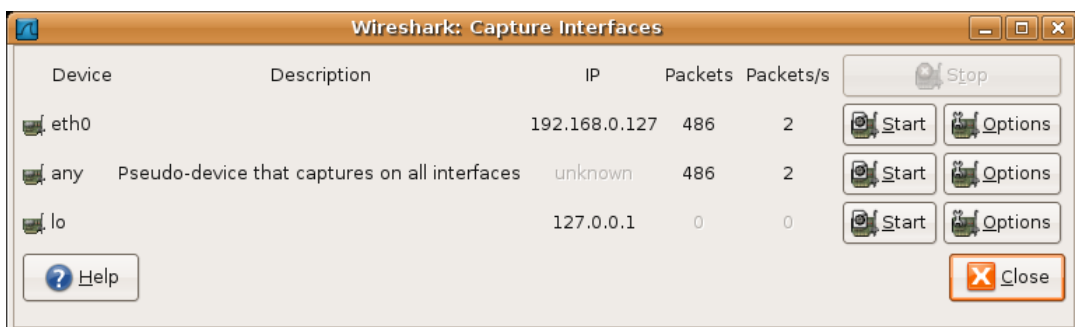 Wireshark: Capture Interfaces
Device Description IP Packets Packets/s Stop
eth0 192.168.0.127 486 2 Start Options
any Pseudo-device that captures on all interfaces unknown 486 2 Start Options
lo 127.0.0.1 0 0 Start Options
Help Close